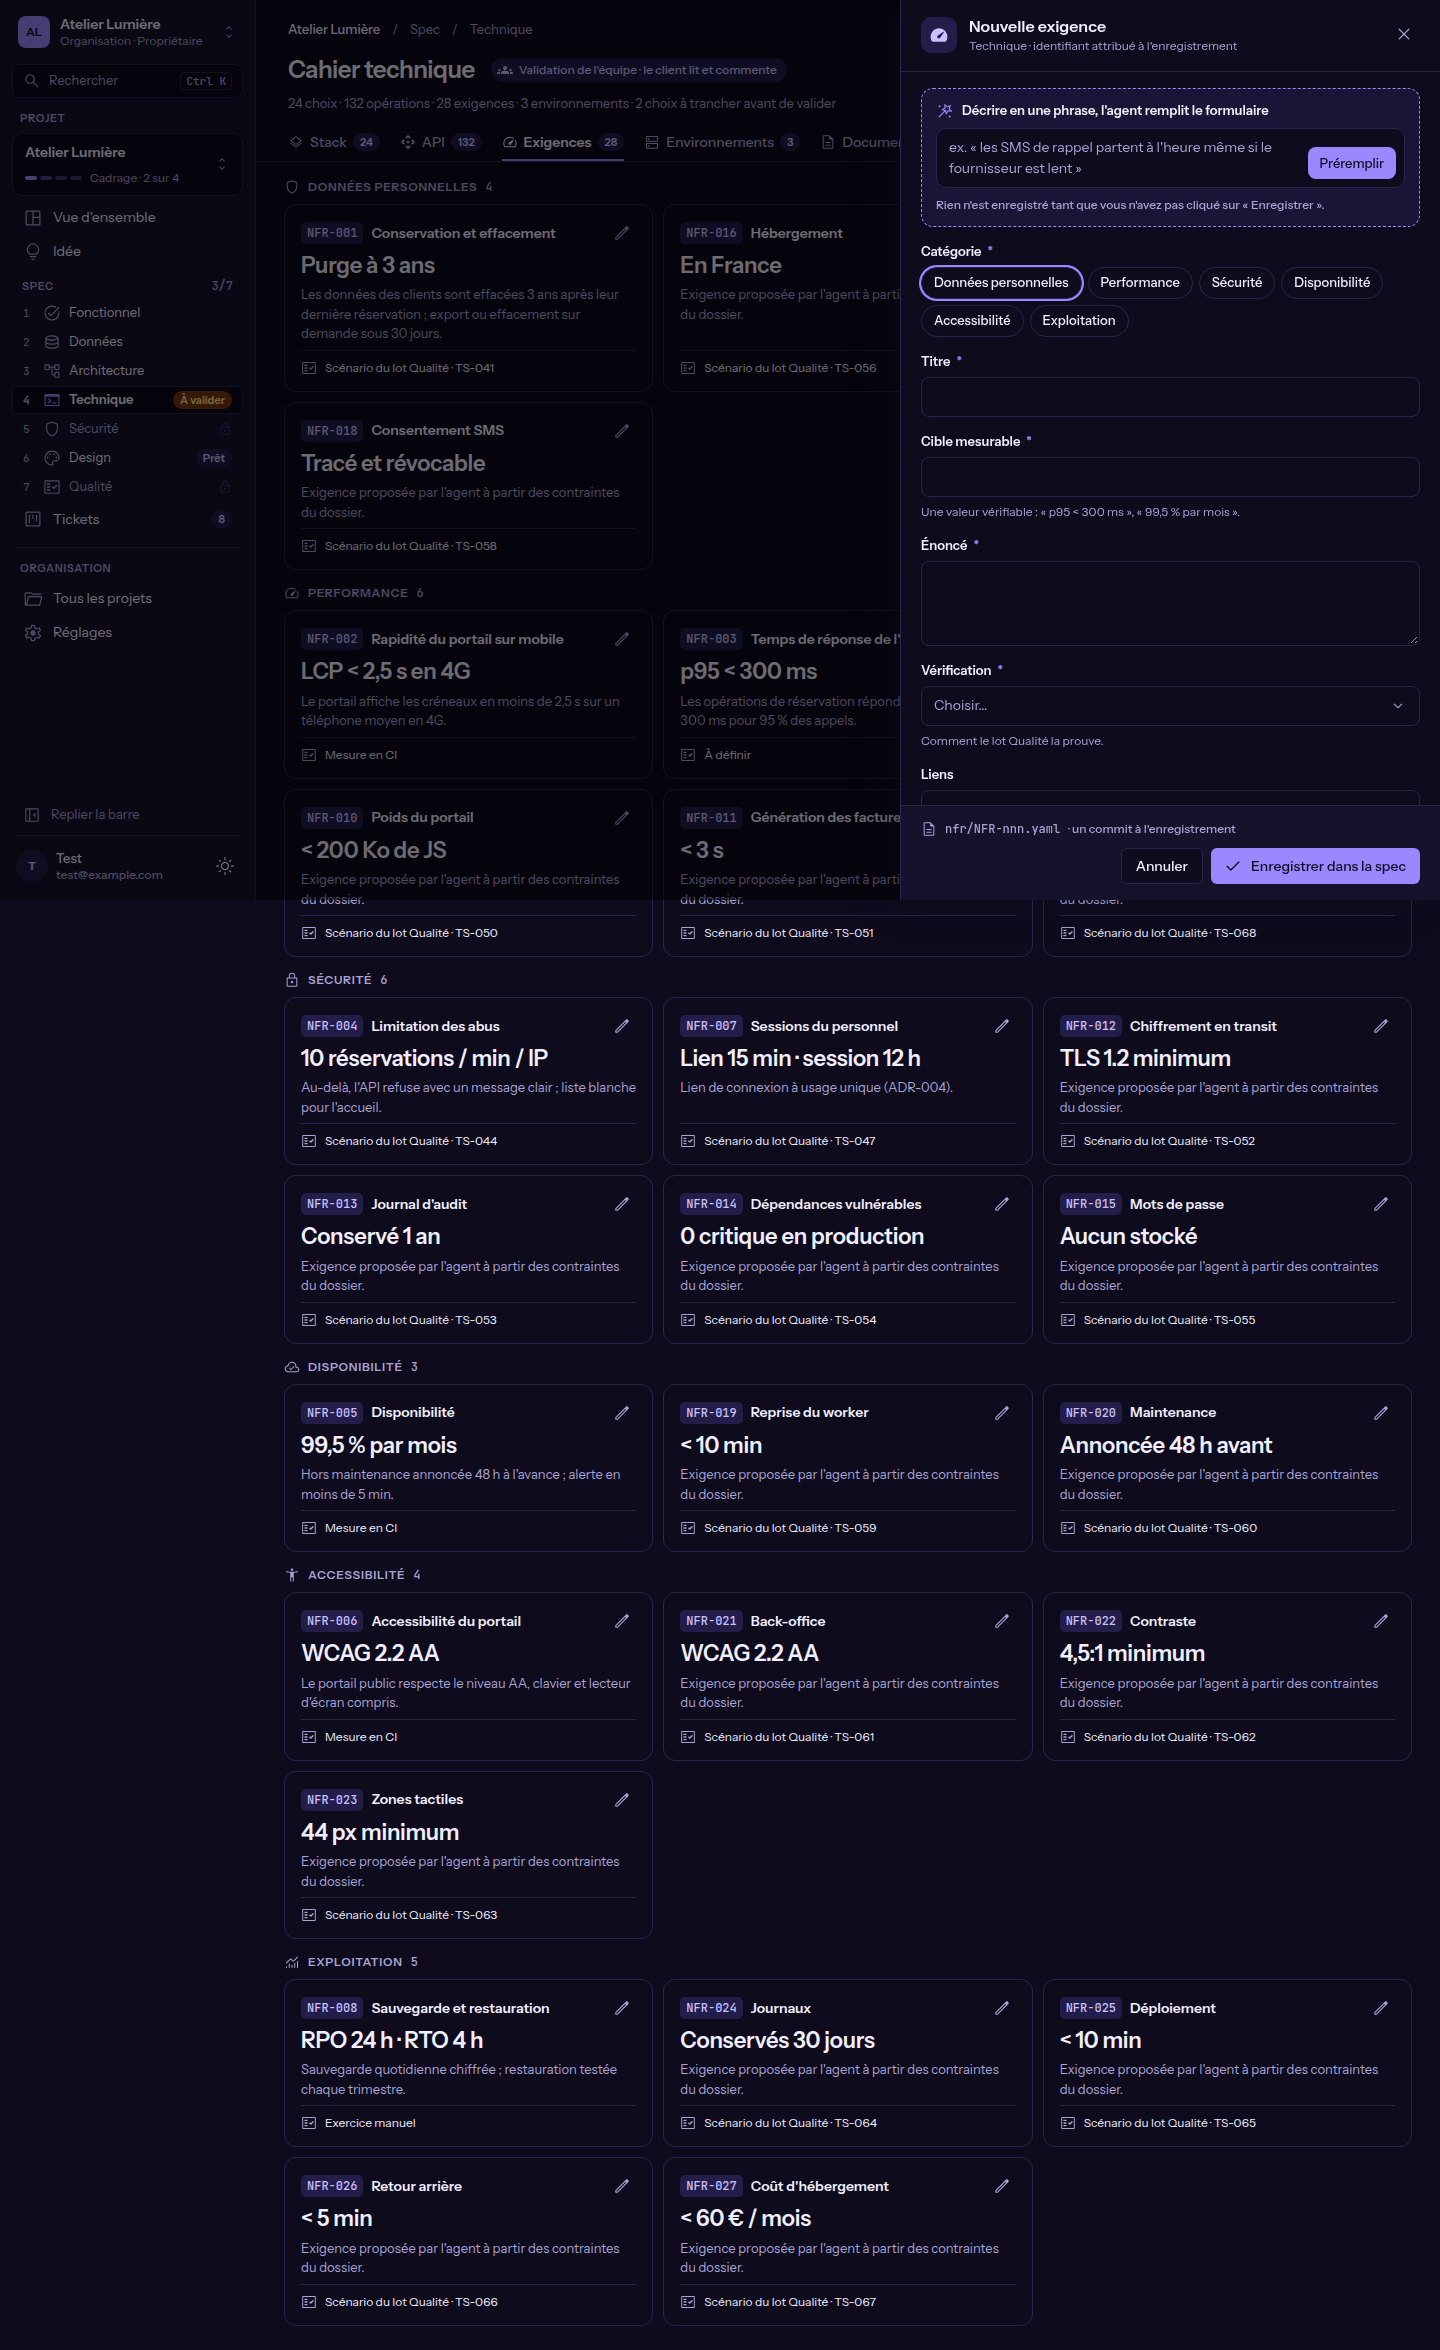 AL
Atelier Lumière
Organisation · Propriétaire
Rechercher
Ctrl K
PROJET
Atelier Lumière
Cadrage · 2 sur 4
Vue d'ensemble
Idée
SPEC 3/7
1 Fonctionnel
2 Données
3 Architecture
4 Technique À valider
5 Sécurité
6 Design Prêt
7 Qualité
Tickets 8
ORGANISATION
Tous les projets
Réglages
Replier la barre
T
Test
test@example.com
Atelier Lumière / Spec / Technique
Cahier technique
Validation de l'équipe · le client lit et commente
24 choix · 132 opérations · 28 exigences · 3 environnements · 2 choix à trancher avant de valider
Stack 24 API 132 Exigences 28 Environnements 3
DONNÉES PERSONNELLES 4
NFR-001 Conservation et effacement
Purge à 3 ans
Les données des clients sont effacées 3 ans après leur
dernière réservation ; export ou effacement sur
demande sous 30 jours.
Scénario du lot Qualité · TS-041
NFR-016 Hébergement
En France
Exigence proposée par l'agent à parti
du dossier.
Scénario du lot Qualité · TS-056
NFR-018 Consentement SMS
Tracé et révocable
Exigence proposée par l'agent à partir des contraintes
du dossier.
Scénario du lot Qualité · TS-058
PERFORMANCE 6
NFR-002 Rapidité du portail sur mobile
LCP < 2,5 s en 4G
Le portail affiche les créneaux en moins de 2,5 s sur un
téléphone moyen en 4G.
Mesure en CI
NFR-003 Temps de réponse de l'
p95 < 300 ms
Les opérations de réservation répond
300 ms pour 95 % des appels.
À définir
NFR-010 Poids du portail
< 200 Ko de JS
Exigence proposée par l'agent à partir des contraintes
du dossier.
Scénario du lot Qualité · TS-050
NFR-011 Génération des facture
< 3 s
Exigence proposée par l'agent à parti
du dossier.
Scénario du lot Qualité · TS-051
du dossier.
Scénario du lot Qualité · TS-068
SÉCURITÉ 6
NFR-004 Limitation des abus
10 réservations / min / IP
Au-delà, l'API refuse avec un message clair ; liste blanche
pour l'accueil.
Scénario du lot Qualité · TS-044
NFR-007 Sessions du personnel
Lien 15 min · session 12 h
Lien de connexion à usage unique (ADR-004).
Scénario du lot Qualité · TS-047
NFR-012 Chiffrement en transit
TLS 1.2 minimum
Exigence proposée par l'agent à partir des contraintes
du dossier.
Scénario du lot Qualité · TS-052
NFR-013 Journal d'audit
Conservé 1 an
Exigence proposée par l'agent à partir des contraintes
du dossier.
Scénario du lot Qualité · TS-053
NFR-014 Dépendances vulnérables
0 critique en production
Exigence proposée par l'agent à partir des contraintes
du dossier.
Scénario du lot Qualité · TS-054
NFR-015 Mots de passe
Aucun stocké
Exigence proposée par l'agent à partir des contraintes
du dossier.
Scénario du lot Qualité · TS-055
DISPONIBILITÉ 3
NFR-005 Disponibilité
99,5 % par mois
Hors maintenance annoncée 48 h à l'avance ; alerte en
moins de 5 min.
Mesure en CI
NFR-019 Reprise du worker
< 10 min
Exigence proposée par l'agent à partir des contraintes
du dossier.
Scénario du lot Qualité · TS-059
NFR-020 Maintenance
Annoncée 48 h avant
Exigence proposée par l'agent à partir des contraintes
du dossier.
Scénario du lot Qualité · TS-060
ACCESSIBILITÉ 4
NFR-006 Accessibilité du portail
WCAG 2.2 AA
Le portail public respecte le niveau AA, clavier et lecteur
d'écran compris.
Mesure en CI
NFR-021 Back-office
WCAG 2.2 AA
Exigence proposée par l'agent à partir des contraintes
du dossier.
Scénario du lot Qualité · TS-061
NFR-022 Contraste
4,5:1 minimum
Exigence proposée par l'agent à partir des contraintes
du dossier.
Scénario du lot Qualité · TS-062
NFR-023 Zones tactiles
44 px minimum
Exigence proposée par l'agent à partir des contraintes
du dossier.
Scénario du lot Qualité · TS-063
EXPLOITATION 5
NFR-008 Sauvegarde et restauration
RPO 24 h · RTO 4 h
Sauvegarde quotidienne chiffrée ; restauration testée
chaque trimestre.
Exercice manuel
NFR-024 Journaux
Conservés 30 jours
Exigence proposée par l'agent à partir des contraintes
du dossier.
Scénario du lot Qualité · TS-064
NFR-025 Déploiement
< 10 min
Exigence proposée par l'agent à partir des contraintes
du dossier.
Scénario du lot Qualité · TS-065
NFR-026 Retour arrière
< 5 min
Exigence proposée par l'agent à partir des contraintes
du dossier.
Scénario du lot Qualité · TS-066
NFR-027 Coût d'hébergement
< 60 € / mois
Exigence proposée par l'agent à partir des contraintes
du dossier.
Scénario du lot Qualité · TS-067
Nouvelle exigence
Technique · identifiant attribué à l'enregistrement
Décrire en une phrase, l'agent remplit le formulaire
ex. « les SMS de rappel partent à l'heure même si le
fournisseur est lent »
Préremplir
Rien n'est enregistré tant que vous n'avez pas cliqué sur « Enregistrer ».
Catégorie *
Données personnelles Performance Sécurité Disponibilité
Accessibilité Exploitation
Titre *
Cible mesurable *
Une valeur vérifiable : « p95 < 300 ms », « 99,5 % par mois ».
Énoncé *
Vérification *
Choisir...
Comment le lot Qualité la prouve.
Liens
nfr/NFR-nnn.yaml · un commit à l'enregistrement
Annuler
Enregistrer dans la spec